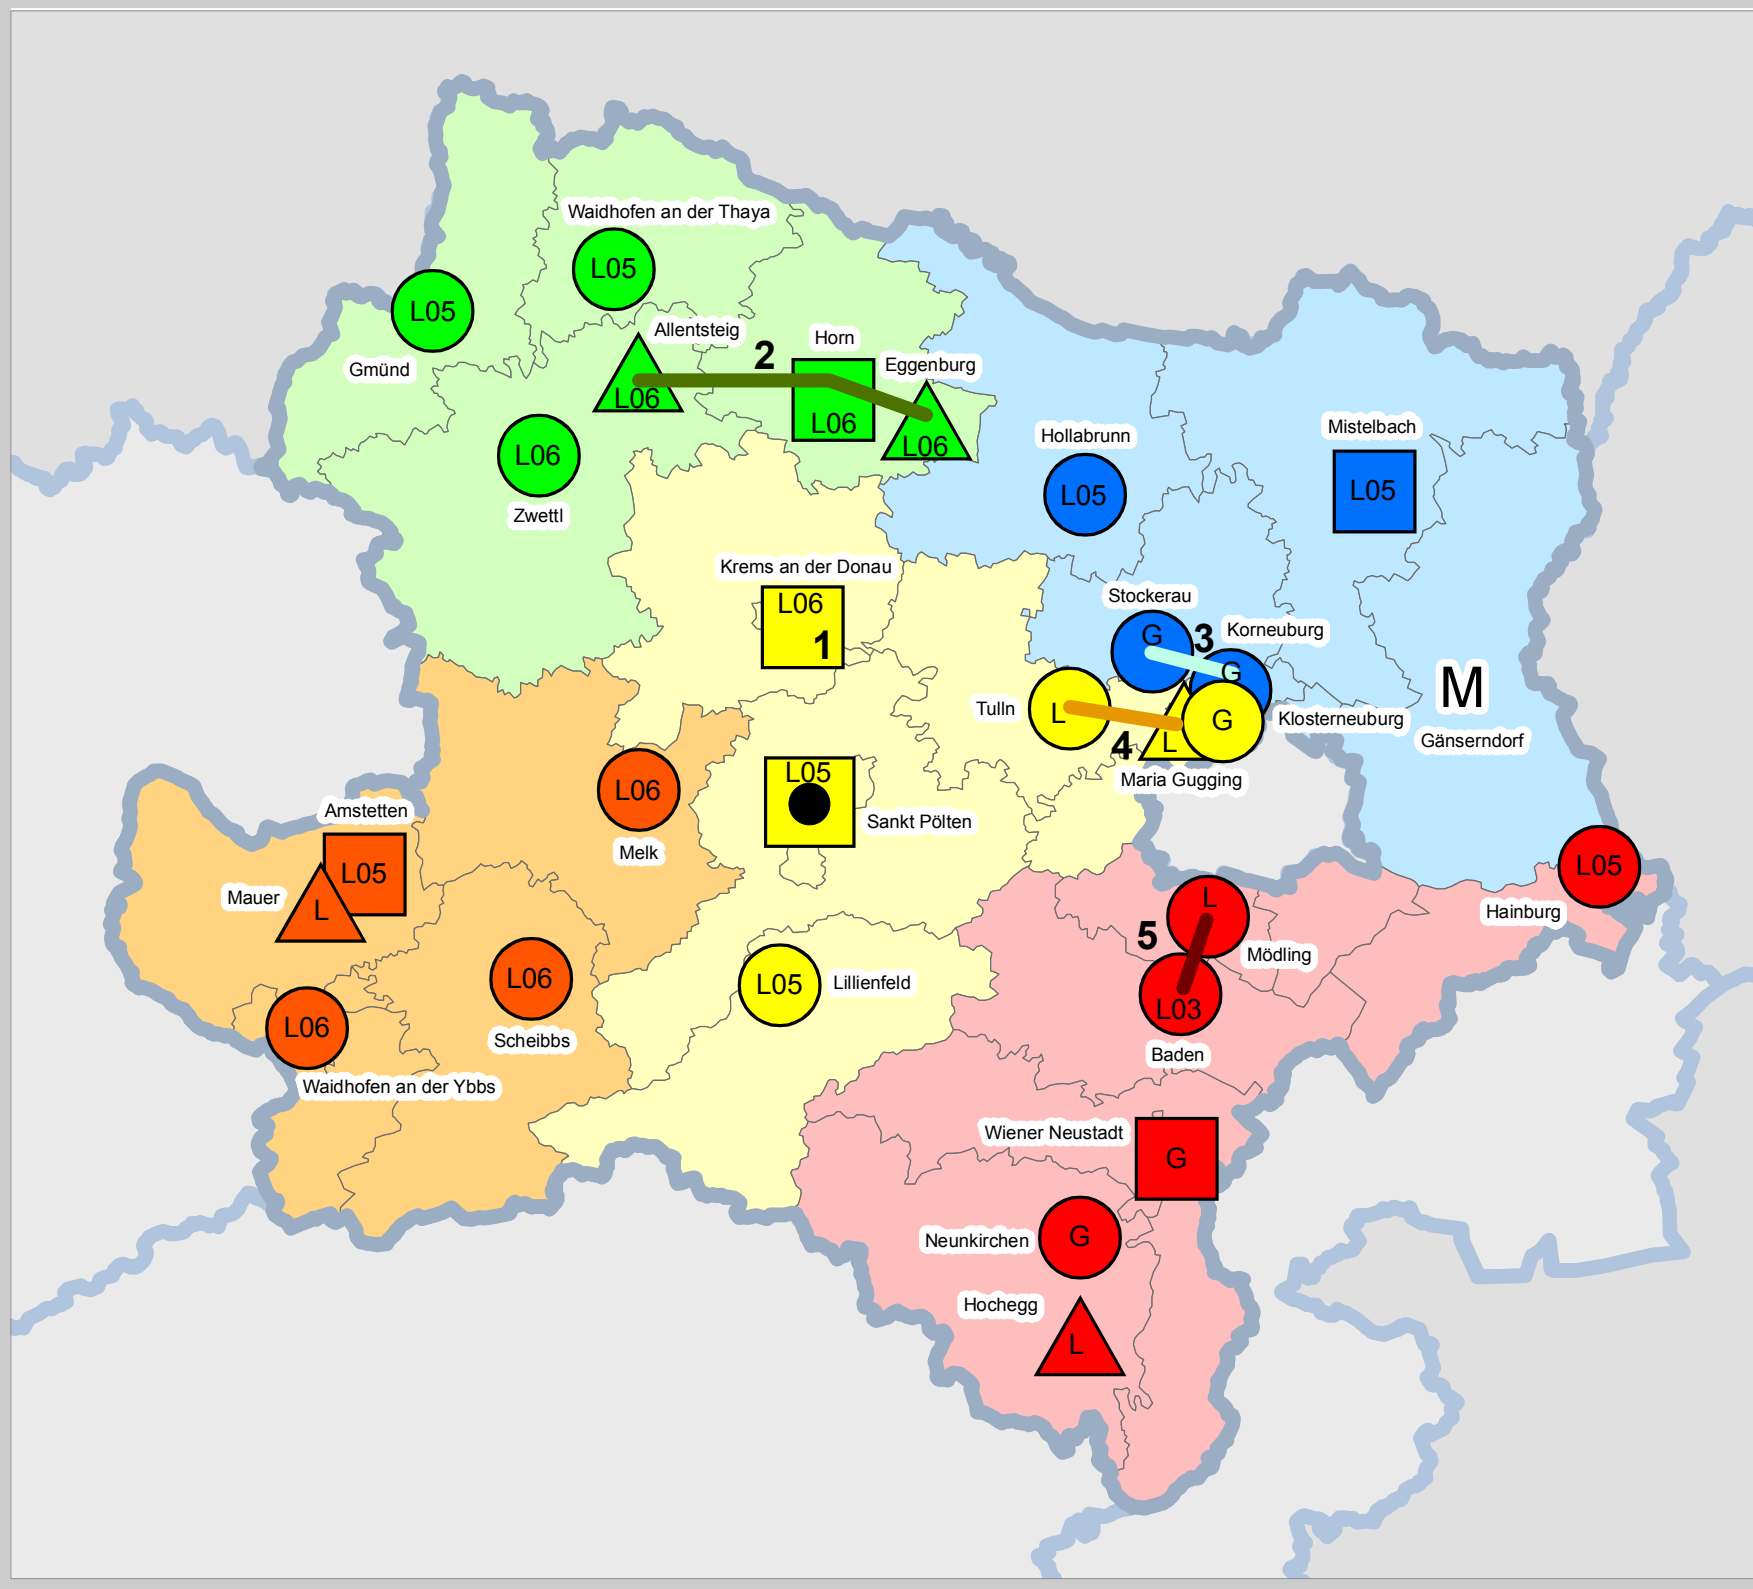 Waidhofen an der Thaya
L05
L05
Gmünd
Allentsteig
L06
2
Horn
L06
Eggenburg
L06
L06
Zwettl
Hollabrunn
L05
Mistelbach
L05
Krems an der Donau
L06
1
Stockerau
G
3
Korneuburg
G
Tulln
L
4
L
G
Klosterneuburg
Maria Gugging
M
Gänserndorf
L05
Sankt Pölten
L06
Melk
Amstetten
L05
Mauer
L
L05
Hainburg
L
5
Mödling
L03
Baden
L06
Scheibbs
L05
Lillienfeld
L06
Waidhofen an der Ybbs
Wiener Neustadt
G
Neunkirchen
G
Hochegg
L